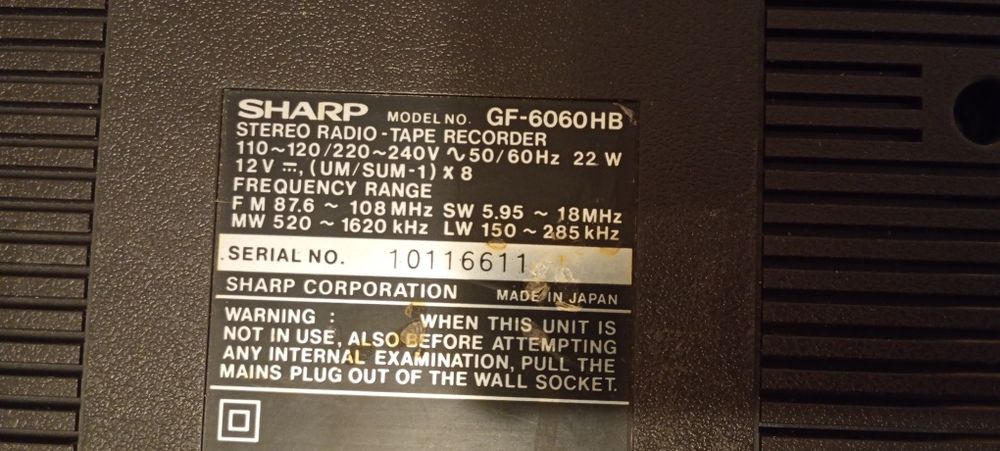 SHARP MODEL NO. GF-6060HB
STEREO RADIO-TAPE RECORDER
110~120/220~240V ∿ 50/60Hz 22 W
12V ⎓, (UM/SUM-1) X 8
FREQUENCY RANGE
FM 87.6 ~ 108MHz SW 5.95 ~ 18MHz
MW 520 ~ 1620 kHz LW 150 ~ 285 kHz
SERIAL NO. 10116611
SHARP CORPORATION MADE IN JAPAN
WARNING : WHEN THIS UNIT IS
NOT IN USE, ALSO BEFORE ATTEMPTING
ANY INTERNAL EXAMINATION, PULL THE
MAINS PLUG OUT OF THE WALL SOCKET.